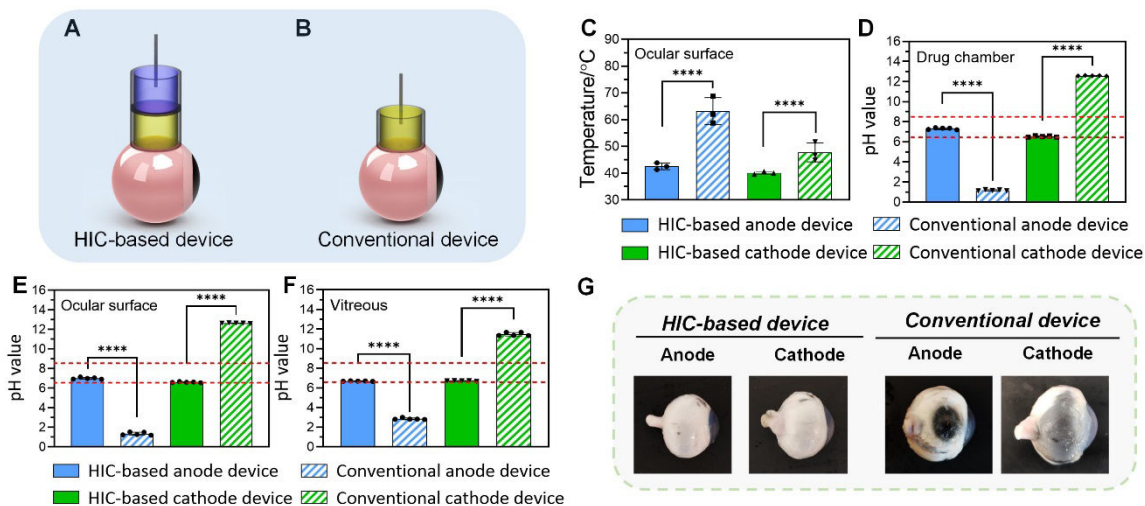 A
B
HIC-based device
Conventional device
C
Ocular surface
Temperature/°C
90
80
70
60
50
40
30
****
****
D
Drug chamber
pH value
16
14
12
10
8
6
4
2
0
****
****
HIC-based anode device
Conventional anode device
HIC-based cathode device
Conventional cathode device
E
Ocular surface
pH value
16
14
12
10
8
6
4
2
0
****
****
F
Vitreous
pH value
16
14
12
10
8
6
4
2
0
****
****
HIC-based anode device
Conventional anode device
HIC-based cathode device
Conventional cathode device
G
HIC-based device
Conventional device
Anode
Cathode
Anode
Cathode